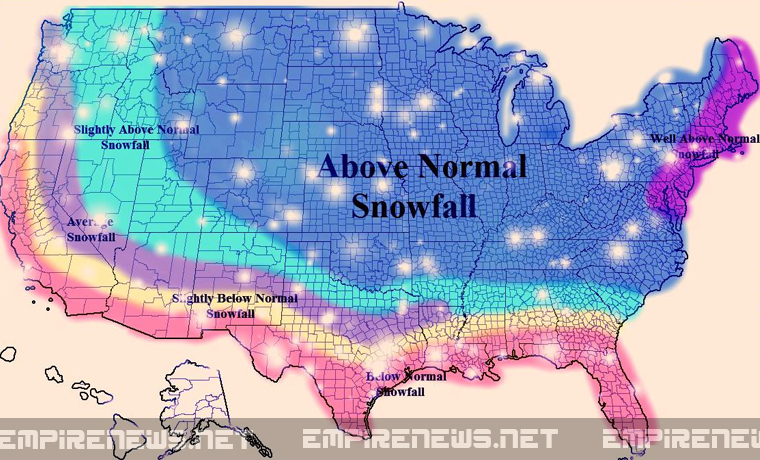 Slightly Above Normal
Snowfall
Above Normal
Snowfall
Well Above Normal
Snowfall
Average
Snowfall
Slightly Below Normal
Snowfall
Below Normal
Snowfall
EMPIRENEWS.NET EMPIRENEWS.NET EMPIRENEW